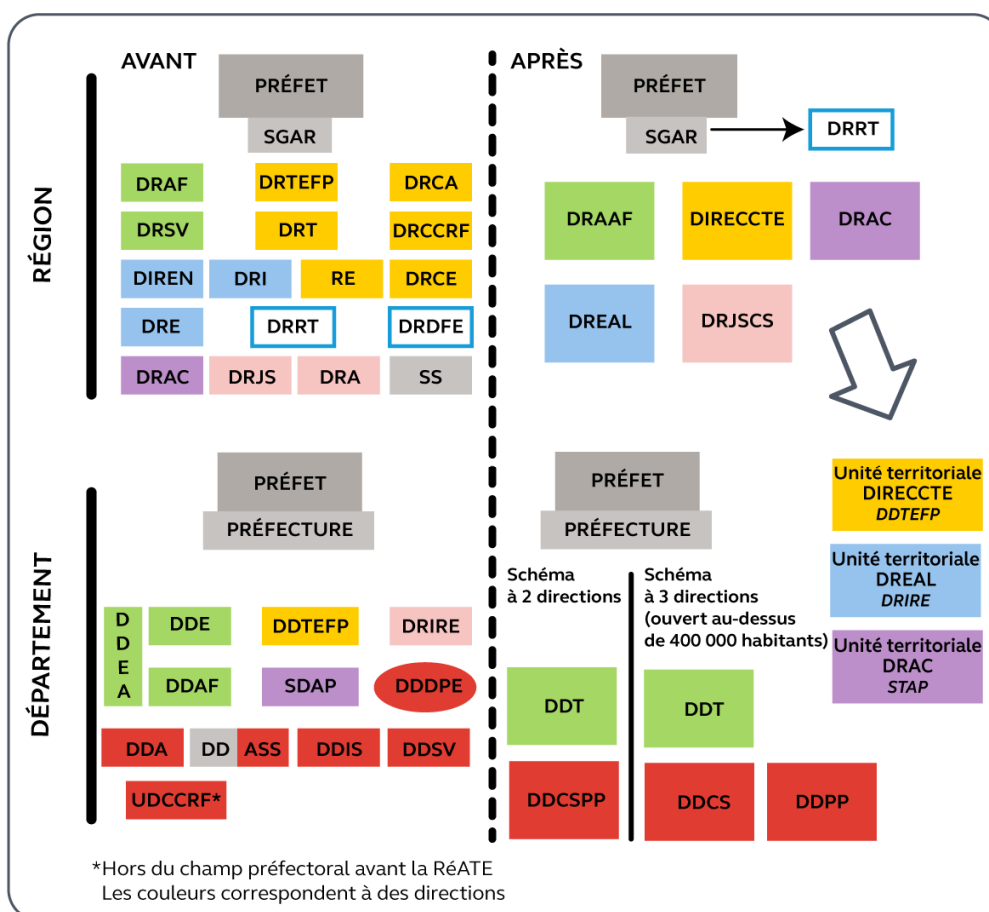 AVANT
PRÉFET
SGAR
RÉGION
DRAF DRTEFP DRCA
DRSV DRT DRCCRF
DIREN DRI RE DRCE
DRE DRRT DRDFE
DRAC DRJS DRA SS
APRÈS
PRÉFET
SGAR
DRRT
DRAAF DIRECCTE DRAC
DREAL DRJSCS
DÉPARTEMENT
PRÉFET
PRÉFECTURE
D
D
E
A
DDE DDTEFP DRIRE
DDAF SDAP DDDPE
DDA DD ASS DDIS DDSV
UDCCRF*
PRÉFET
PRÉFECTURE
Schéma
à 2 directions
DDT
DDCSPP
Schéma
à 3 directions
(ouvert au-dessus
de 400 000 habitants)
DDT
DDCS DDPP
Unité territoriale
DIRECCTE
DDTEFP
Unité territoriale
DREAL
DRIRE
Unité territoriale
DRAC
STAP
*Hors du champ préfectoral avant la RéATE
Les couleurs correspondent à des directions